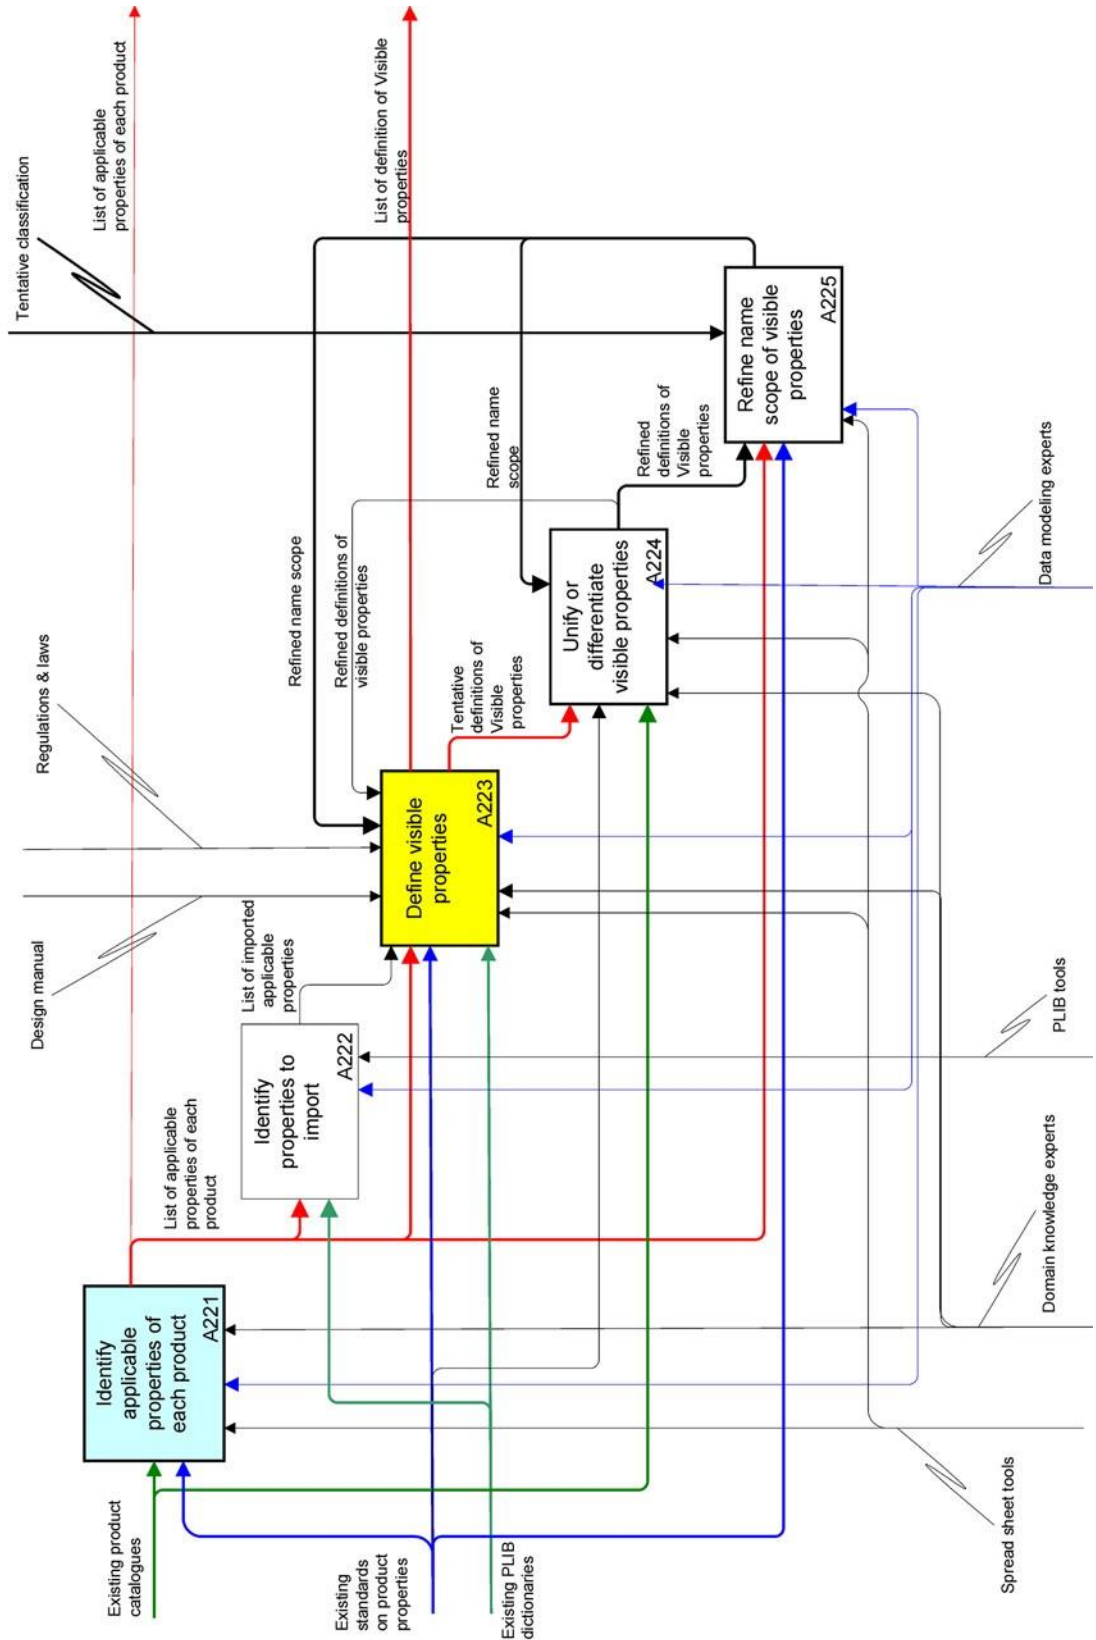 Tentative classification
List of applicable
properties of each product
List of definition of Visible
properties
Regulations & laws
Design manual
Refined name scope
Refined definitions of
visible properties
Refined name
scope
Refine name
scope of visible
properties
A225
Refined
definitions of
Visible
properties
Unify or
differentiate
visible properties
A224
Tentative
definitions of
Visible
properties
Define visible
properties
A223
List of imported
applicable
properties
Identify
properties to
import
A222
List of applicable
properties of each
product
Identify
applicable
properties of
each product
A221
Existing product
catalogues
Existing
standards
on product
properties
Existing PLIB
dictionaries
Spread sheet tools
Domain knowledge experts
PLIB tools
Data modeling experts